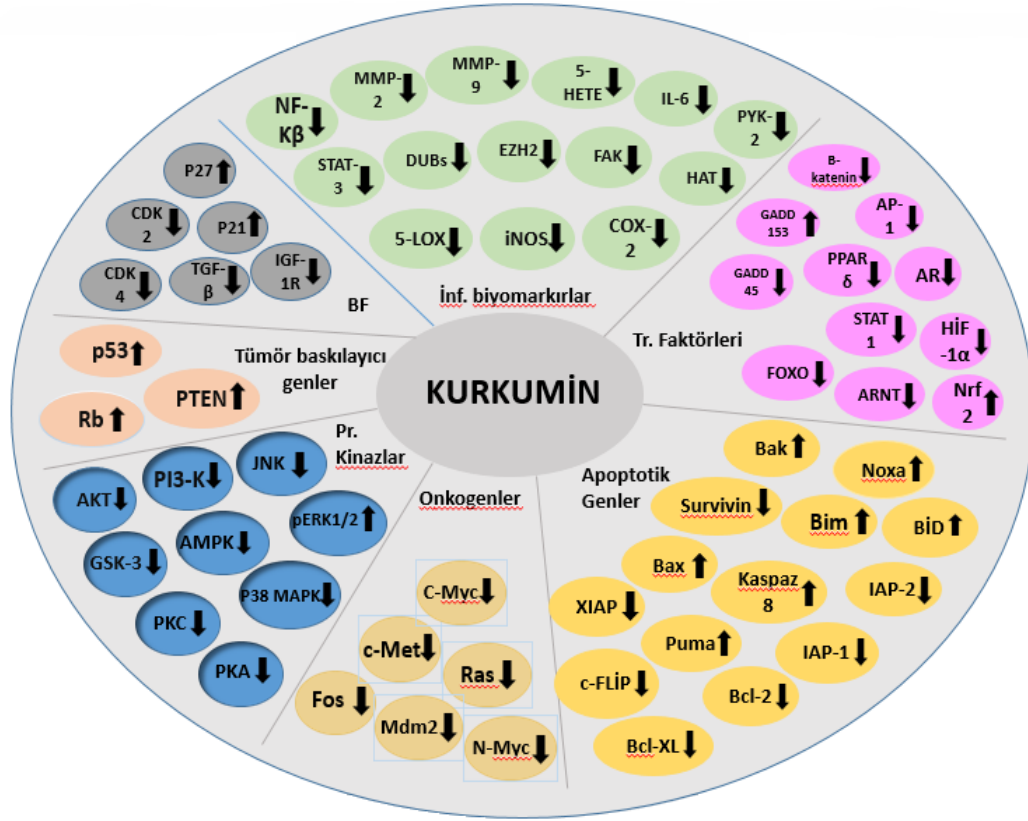 KURKUMİN
İnf. biyomarkırlar
NF-
Kβ
MMP-
2
MMP-
9
5-
HETE
IL-6
PYK-
2
STAT-
3
DUBs
EZH2
FAK
HAT
5-LOX
iNOS
COX-
2
Tr. Faktörleri
B-
katenin
GADD
153
AP-
1
GADD
45
PPAR
δ
AR
STAT
1
HİF
-1α
FOXO
ARNT
Nrf
2
Apoptotik
Genler
Bak
Noxa
Survivin
Bim
BİD
Bax
Kaspaz
8
IAP-2
XIAP
Puma
IAP-1
c-FLİP
Bcl-2
Bcl-XL
Onkogenler
C-Myc
c-Met
Ras
Fos
Mdm2
N-Myc
Pr.
Kinazlar
JNK
PI3-K
AKT
pERK1/2
AMPK
GSK-3
P38 MAPK
PKC
PKA
Tümör baskılayıcı
genler
p53
PTEN
Rb
BF
P27
CDK
2
P21
CDK
4
TGF-
β
IGF-
1R